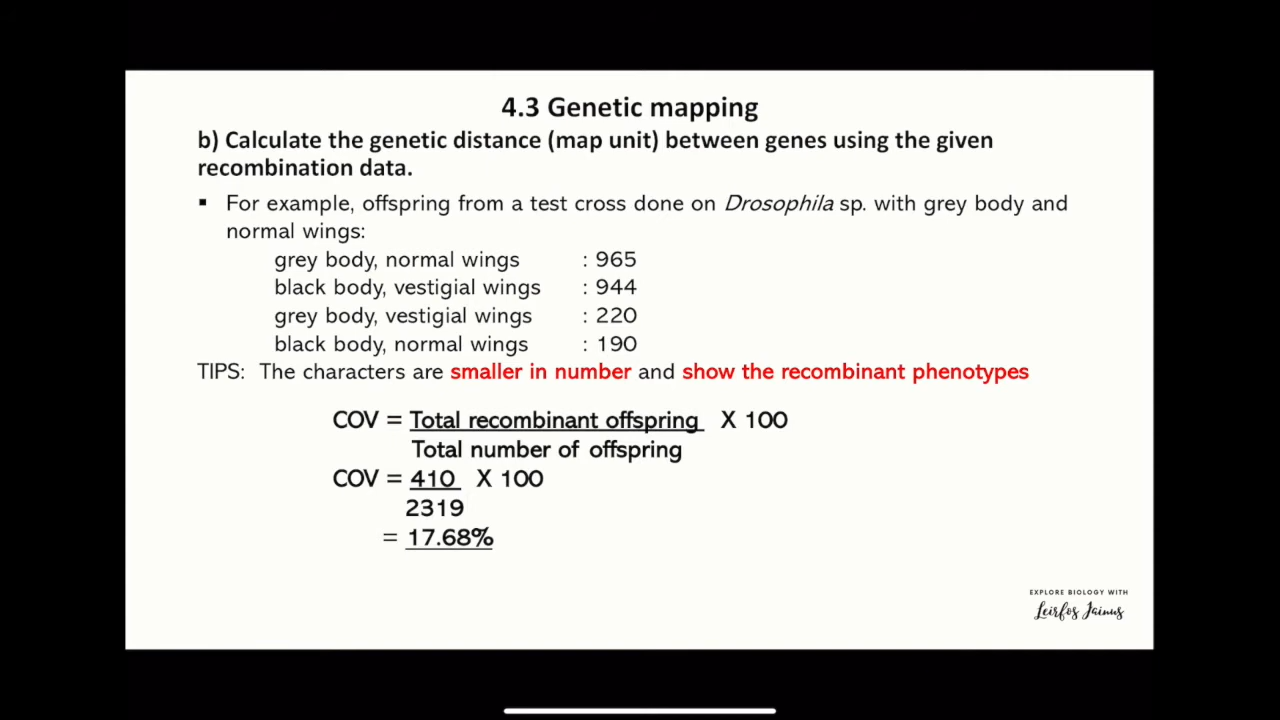 4.3 Genetic mapping
b) Calculate the genetic distance (map unit) between genes using the given
recombination data.
▪ For example, offspring from a test cross done on Drosophila sp. with grey body and
normal wings:
grey body, normal wings : 965
black body, vestigial wings : 944
grey body, vestigial wings : 220
black body, normal wings : 190
TIPS: The characters are smaller in number and show the recombinant phenotypes
COV = Total recombinant offspring X 100
Total number of offspring
COV = 410 X 100
2319
= 17.68%
EXPLORE BIOLOGY WITH
Leirfos Jainus